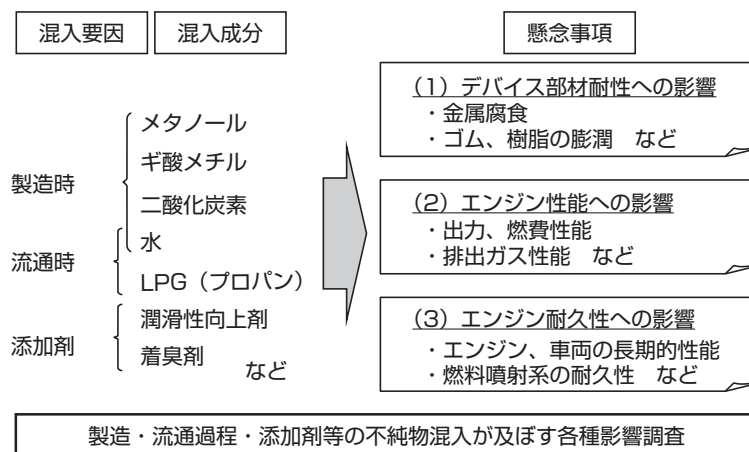 混入要因 混入成分 懸念事項
製造時
メタノール
ギ酸メチル
二酸化炭素
水
流通時
LPG（プロパン）
添加剤
潤滑性向上剤
着臭剤
など
（1）デバイス部材耐性への影響
・金属腐食
・ゴム、樹脂の膨潤　など
（2）エンジン性能への影響
・出力、燃費性能
・排出ガス性能　など
（3）エンジン耐久性への影響
・エンジン、車両の長期的性能
・燃料噴射系の耐久性　など
製造・流通過程・添加剤等の不純物混入が及ぼす各種影響調査